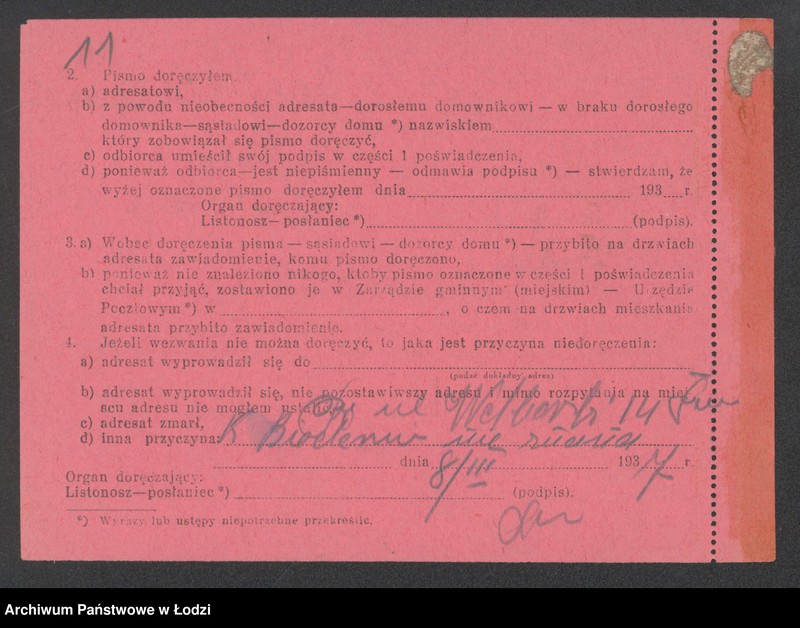 11
2. Pismo doręczyłem
a) adresatowi,
b) z powodu nieobecności adresata—dorosłemu domownikowi — w braku dorosłego
domownika—sąsiadowi—dozorcy domu *) nazwiskiem
który zobowiązał się pismo doręczyć,
c) odbiorca umieścił swój podpis w części 1 poświadczenia,
d) ponieważ odbiorca—jest niepiśmienny — odmawia podpisu *) — stwierdzam, że
wyżej oznaczone pismo doręczyłem dnia 193 r.
Organ doręczający:
Listonosz—posłaniec *) (podpis).
3. a) Wobec doręczenia pisma — sąsiadowi — dozorcy domu *) — przybito na drzwiach
adresata zawiadomienie, komu pismo doręczono,
b) ponieważ nie znaleziono nikogo, ktoby pismo oznaczone w części 1 poświadczenia
chciał przyjąć, zostawiono je w Zarządzie gminnym (miejskim) — Urzędzie
Pocztowym *) w , o czem na drzwiach mieszkania
adresata przybito zawiadomienie.
4. Jeżeli wezwania nie można doręczyć, to jaka jest przyczyna niedoręczenia:
a) adresat wyprowadził się do
(podać dokładny adres)
b) adresat wyprowadził się, nie pozostawiwszy adresu i mimo rozpytania na miej
scu adresu nie mogłem ustalić,
ul 14
c) adresat zmarł,
d) inna przyczyna: nie znana
dnia 8/III 1937 r.
Organ doręczający:
Listonosz—posłaniec *) (podpis).
*) Wyrazy lub ustępy niepotrzebne przekreślić.
Archiwum Państwowe w Łodzi